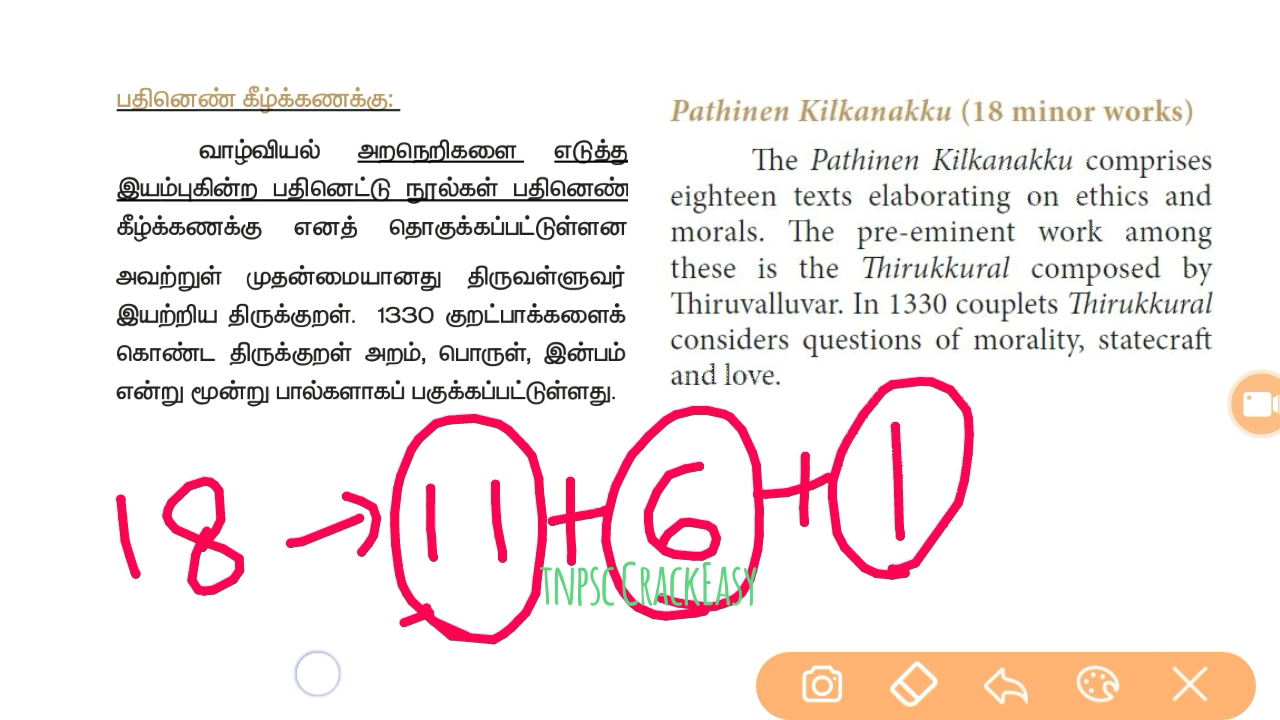 பதினெண் கீழ்க்கணக்கு:
வாழ்வியல் அறநெறிகளை எடுத்து
இயம்புகின்ற பதினெட்டு நூல்கள் பதினெண்
கீழ்க்கணக்கு எனத் தொகுக்கப்பட்டுள்ளன
அவற்றுள் முதன்மையானது திருவள்ளுவர்
இயற்றிய திருக்குறள். 1330 குறட்பாக்களைக்
கொண்ட திருக்குறள் அறம், பொருள், இன்பம்
என்று மூன்று பால்களாகப் பகுக்கப்பட்டுள்ளது.
Pathinen Kilkanakku (18 minor works)
The Pathinen Kilkanakku comprises
eighteen texts elaborating on ethics and
morals. The pre-eminent work among
these is the Thirukkural composed by
Thiruvalluvar. In 1330 couplets Thirukkural
considers questions of morality, statecraft
and love.
18 → 11 + 6 + 1
TNPSC CRACKEASY